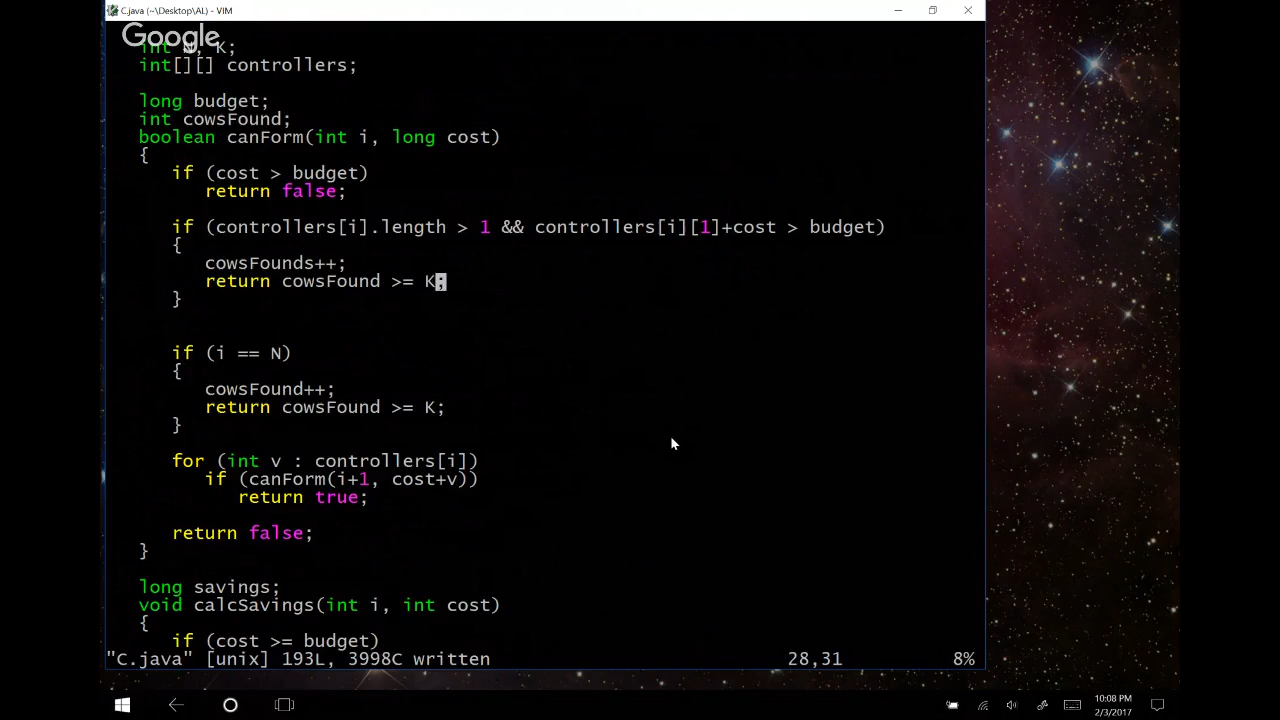 C.java (~\Desktop\AL) - VIM
Google
int N, K;
int[][] controllers;
long budget;
int cowsFound;
boolean canForm(int i, long cost)
{
if (cost > budget)
return false;
if (controllers[i].length > 1 && controllers[i][1]+cost > budget)
{
cowsFounds++;
return cowsFound >= K;
}
if (i == N)
{
cowsFound++;
return cowsFound >= K;
}
for (int v : controllers[i])
if (canForm(i+1, cost+v))
return true;
return false;
}
long savings;
void calcSavings(int i, int cost)
{
if (cost >= budget)
"C.java" [unix] 193L, 3998C written 28,31 8%
10:08 PM
2/3/2017